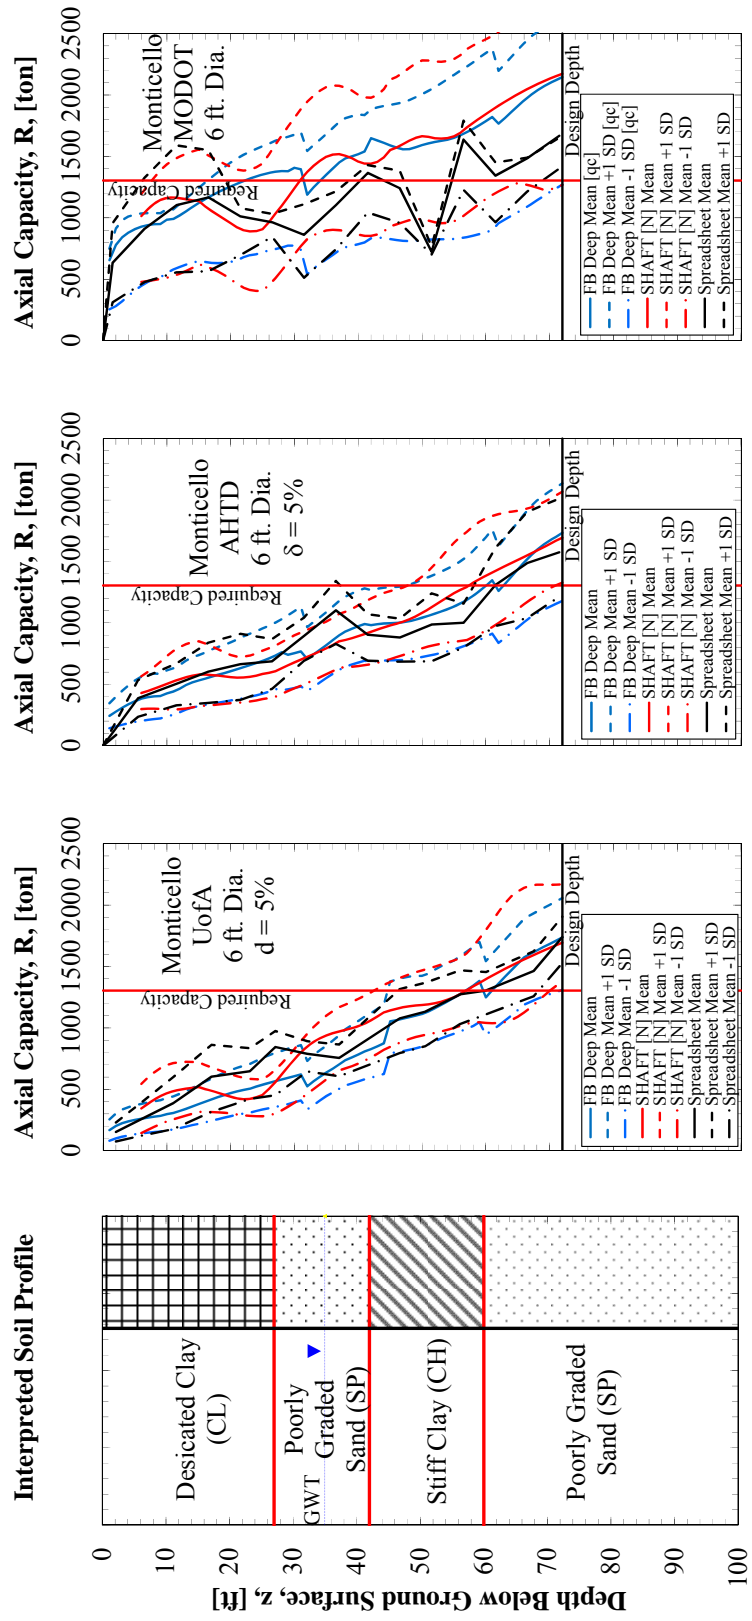 Interpreted Soil Profile
Depth Below Ground Surface, z, [ft]
0
10
20
30
40
50
60
70
80
90
100
Desicated Clay
(CL)
GWT
Poorly
Graded
Sand (SP)
Stiff Clay (CH)
Poorly Graded
Sand (SP)
Axial Capacity, R, [ton]
0 500 1000 1500 2000 2500
Monticello
UofA
6 ft. Dia.
d = 5%
Required Capacity
Design Depth
FB Deep Mean
FB Deep Mean +1 SD
FB Deep Mean -1 SD
SHAFT [N] Mean
SHAFT [N] Mean +1 SD
SHAFT [N] Mean -1 SD
Spreadsheet Mean
Spreadsheet Mean +1 SD
Spreadsheet Mean -1 SD
Axial Capacity, R, [ton]
0 500 1000 1500 2000 2500
Monticello
AHTD
6 ft. Dia.
δ = 5%
Required Capacity
Design Depth
FB Deep Mean
FB Deep Mean +1 SD
FB Deep Mean -1 SD
SHAFT [N] Mean
SHAFT [N] Mean +1 SD
SHAFT [N] Mean -1 SD
Spreadsheet Mean
Spreadsheet Mean +1 SD
Axial Capacity, R, [ton]
0 500 1000 1500 2000 2500
Monticello
MODOT
6 ft. Dia.
Required Capacity
Design Depth
FB Deep Mean [qc]
FB Deep Mean +1 SD [qc]
FB Deep Mean -1 SD [qc]
SHAFT [N] Mean
SHAFT [N] Mean +1 SD
SHAFT [N] Mean -1 SD
Spreadsheet Mean
Spreadsheet Mean +1 SD